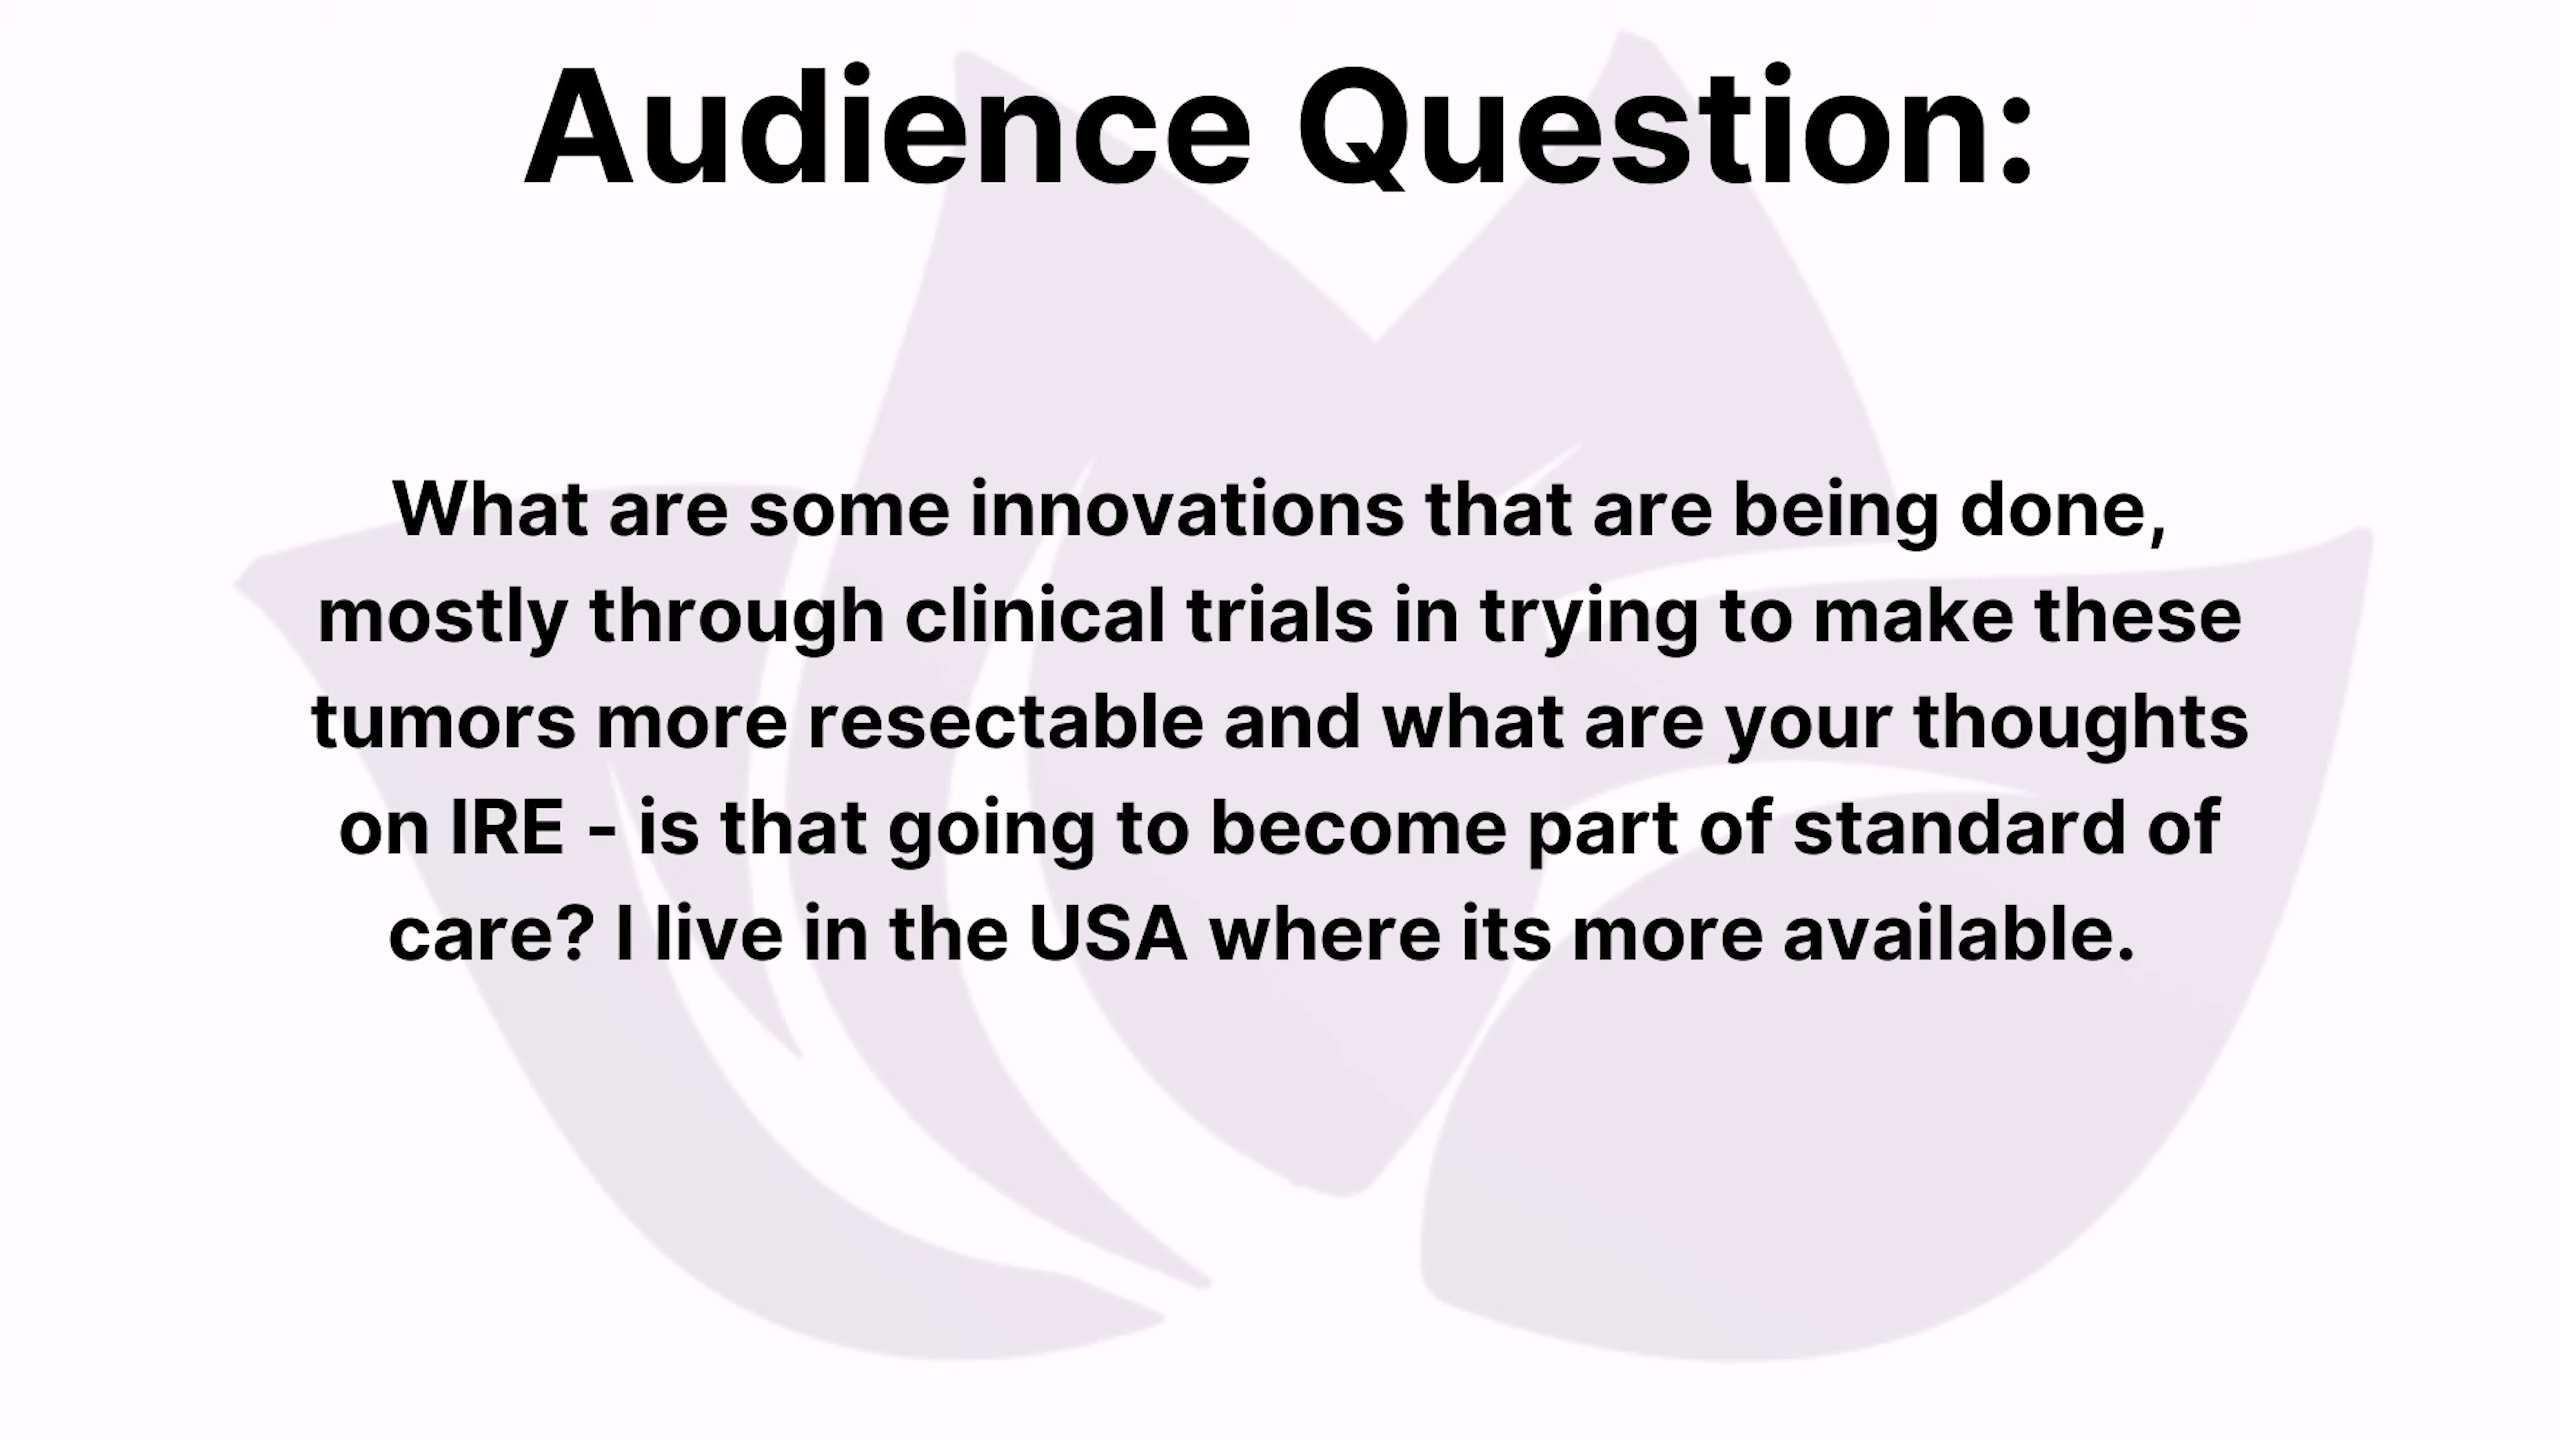 Audience Question:
What are some innovations that are being done,
mostly through clinical trials in trying to make these
tumors more resectable and what are your thoughts
on IRE - is that going to become part of standard of
care? I live in the USA where its more available.